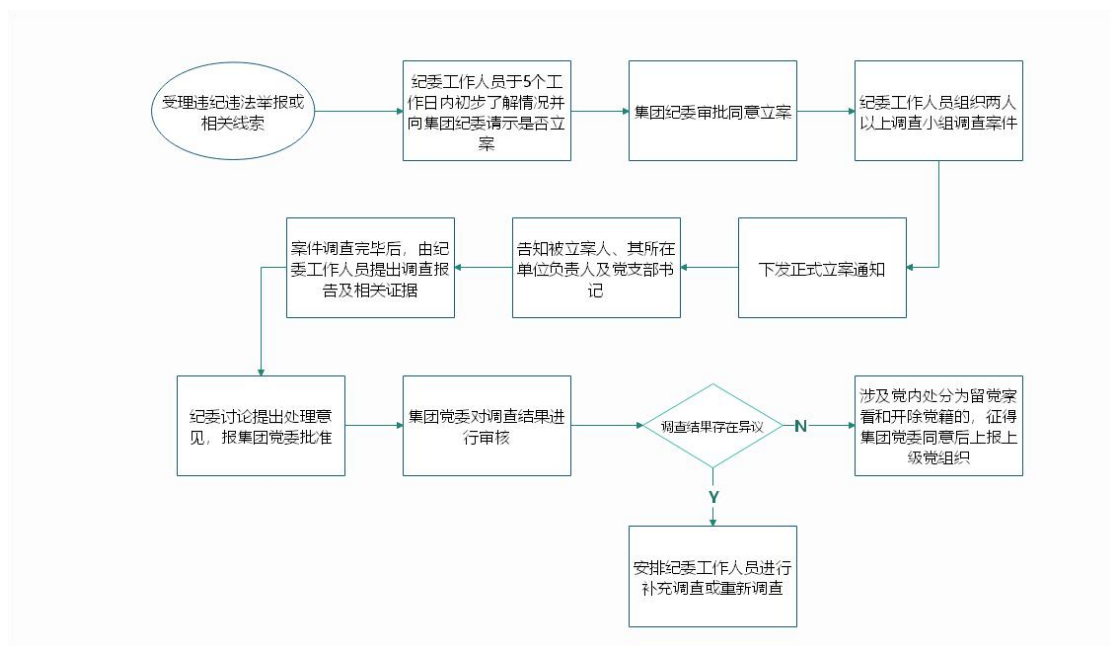 受理违纪违法举报或
相关线索
纪委工作人员于5个工
作日内初步了解情况并
向集团纪委请示是否立
案
集团纪委审批同意立案
纪委工作人员组织两人
以上调查小组调查案件
下发正式立案通知
告知被立案人、其所在
单位负责人及党支部书
记
案件调查完毕后，由纪
委工作人员提出调查报
告及相关证据
纪委讨论提出处理意
见，报集团党委批准
集团党委对调查结果进
行审核
调查结果存在异议
N
涉及党内处分为留党察
看和开除党籍的，征得
集团党委同意后上报上
级党组织
Y
安排纪委工作人员进行
补充调查或重新调查